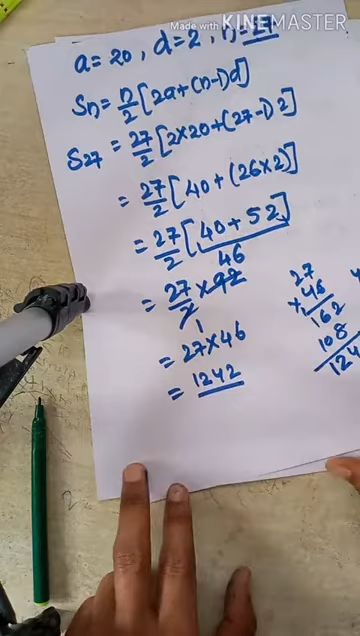 Made with KINEMASTER
a = 20, d = 2, n = 27
Sn = n/2 [2a + (n-1)d]
S27 = 27/2 [2×20 + (27-1)2]
= 27/2 [40 + (26×2)]
= 27/2 [40 + 52]
46
= 27/2 × 92
1
= 27×46
= 1242
27
×46
162
108
124